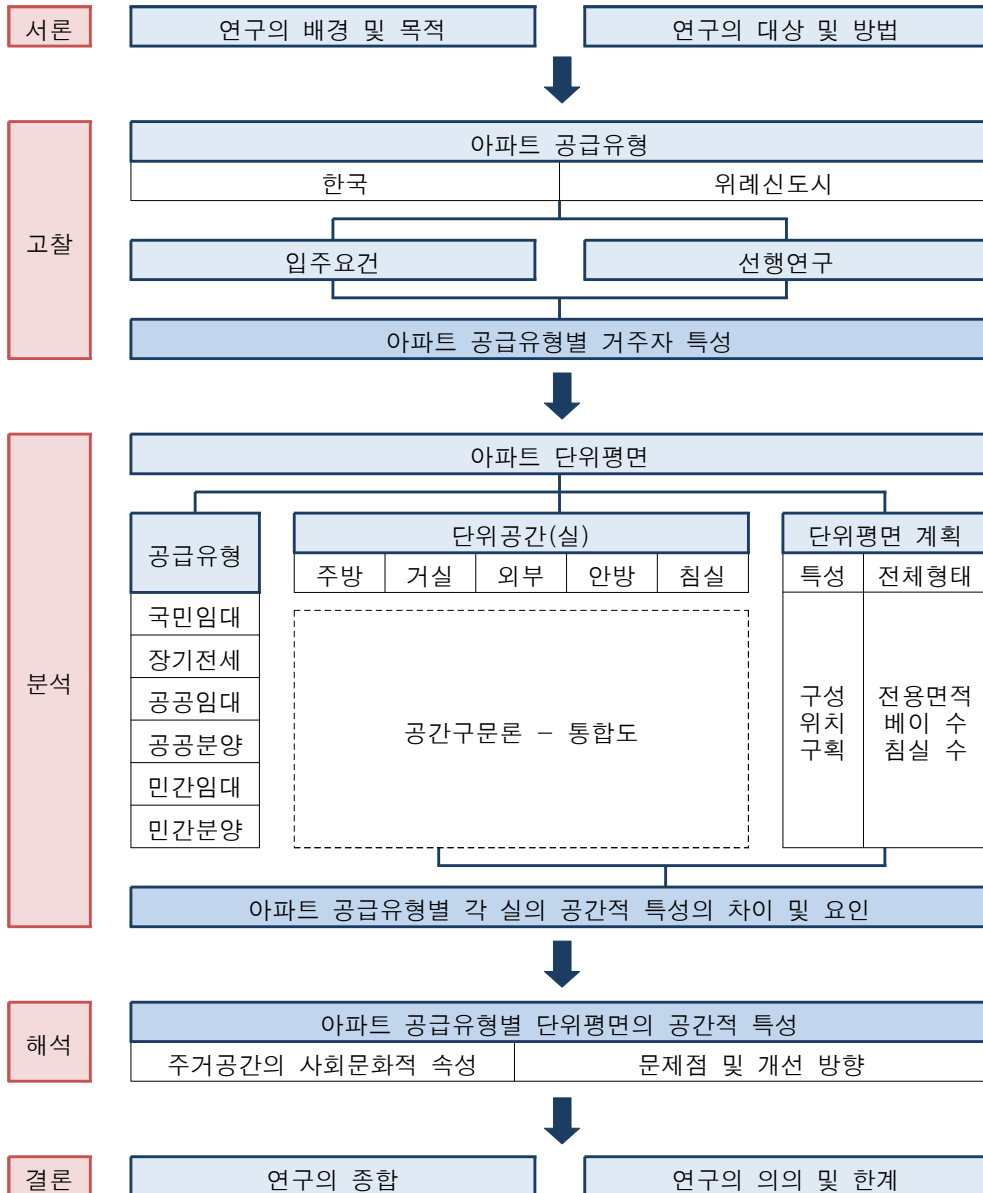 서론
연구의 배경 및 목적
연구의 대상 및 방법
고찰
아파트 공급유형
한국
위례신도시
입주요건
선행연구
아파트 공급유형별 거주자 특성
분석
아파트 단위평면
공급유형
국민임대
장기전세
공공임대
공공분양
민간임대
민간분양
단위공간(실)
주방 거실 외부 안방 침실
공간구문론 – 통합도
단위평면 계획
특성 전체형태
구성
위치
구획
전용면적
베이 수
침실 수
아파트 공급유형별 각 실의 공간적 특성의 차이 및 요인
해석
아파트 공급유형별 단위평면의 공간적 특성
주거공간의 사회문화적 속성
문제점 및 개선 방향
결론
연구의 종합
연구의 의의 및 한계